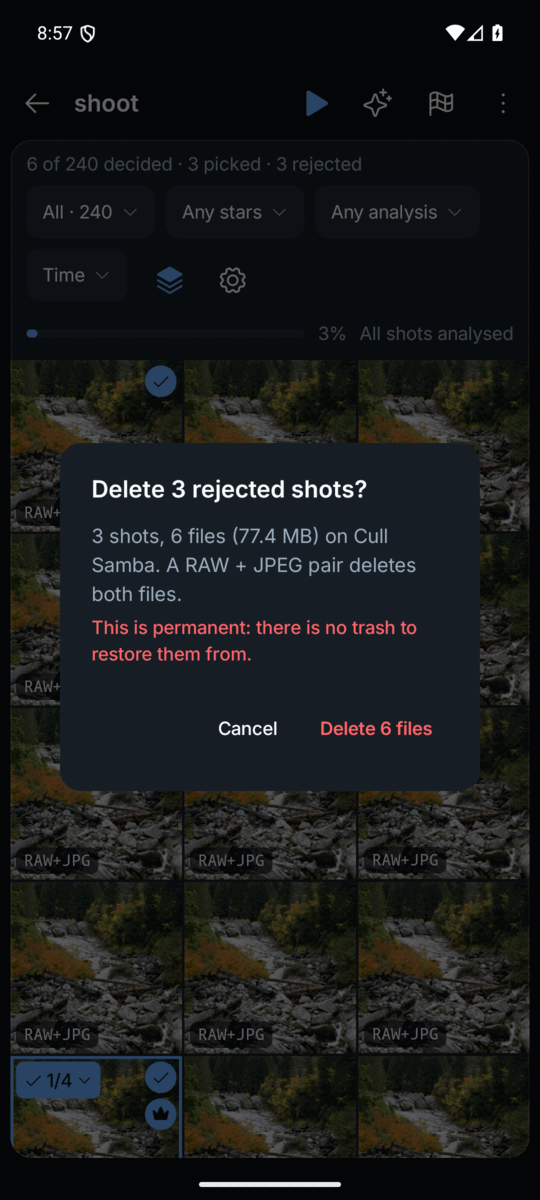 8:57
shoot
6 of 240 decided · 3 picked · 3 rejected
All · 240
Any stars
Any analysis
Time
3% All shots analysed
RAW+
Delete 3 rejected shots?
3 shots, 6 files (77.4 MB) on Cull
Samba. A RAW + JPEG pair deletes
both files.
This is permanent: there is no trash to
restore them from.
RAW+
Cancel
Delete 6 files
RAW+JPG
RAW+JPG
RAW+JPG
RAW+JPG
RAW+JPG
RAW+JPG
1/4